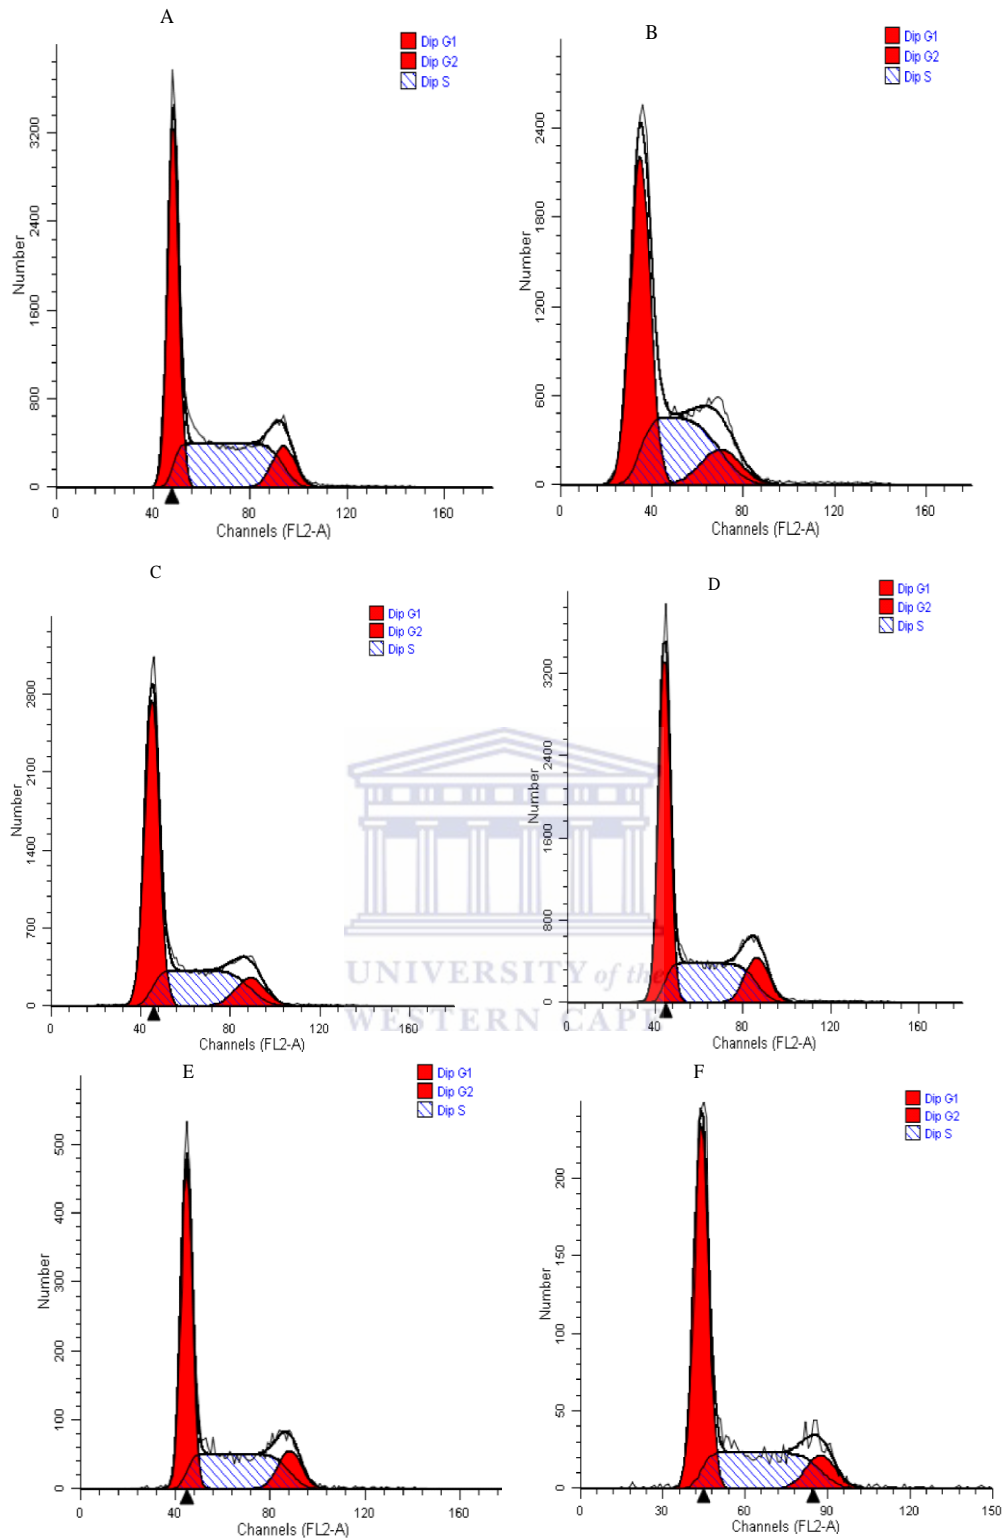 A
Dip G1
Dip G2
Dip S
Number
3200
2400
1600
800
0
0 40 80 120 160
Channels (FL2-A)
B
Dip G1
Dip G2
Dip S
Number
2400
1800
1200
600
0
0 40 80 120 160
Channels (FL2-A)
C
Dip G1
Dip G2
Dip S
Number
2800
2100
1400
700
0
0 40 80 120 160
Channels (FL2-A)
D
Dip G1
Dip G2
Dip S
Number
3200
2400
1600
800
0
0 40 80 120 160
Channels (FL2-A)
UNIVERSITY of the
WESTERN CAPE
E
Dip G1
Dip G2
Dip S
Number
500
400
300
200
100
0
0 40 80 120 160
Channels (FL2-A)
F
Dip G1
Dip G2
Dip S
Number
200
150
100
50
0
0 30 60 90 120 150
Channels (FL2-A)